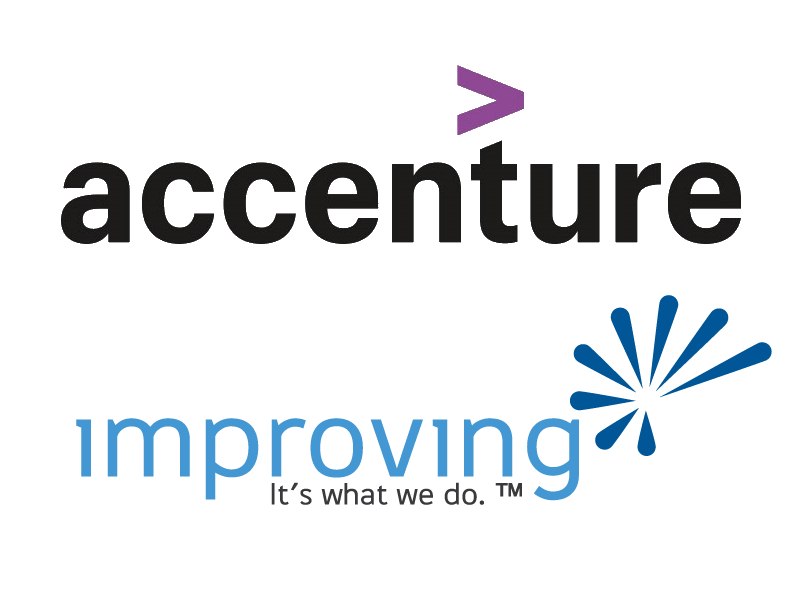 accenture
improving
It's what we do. ™